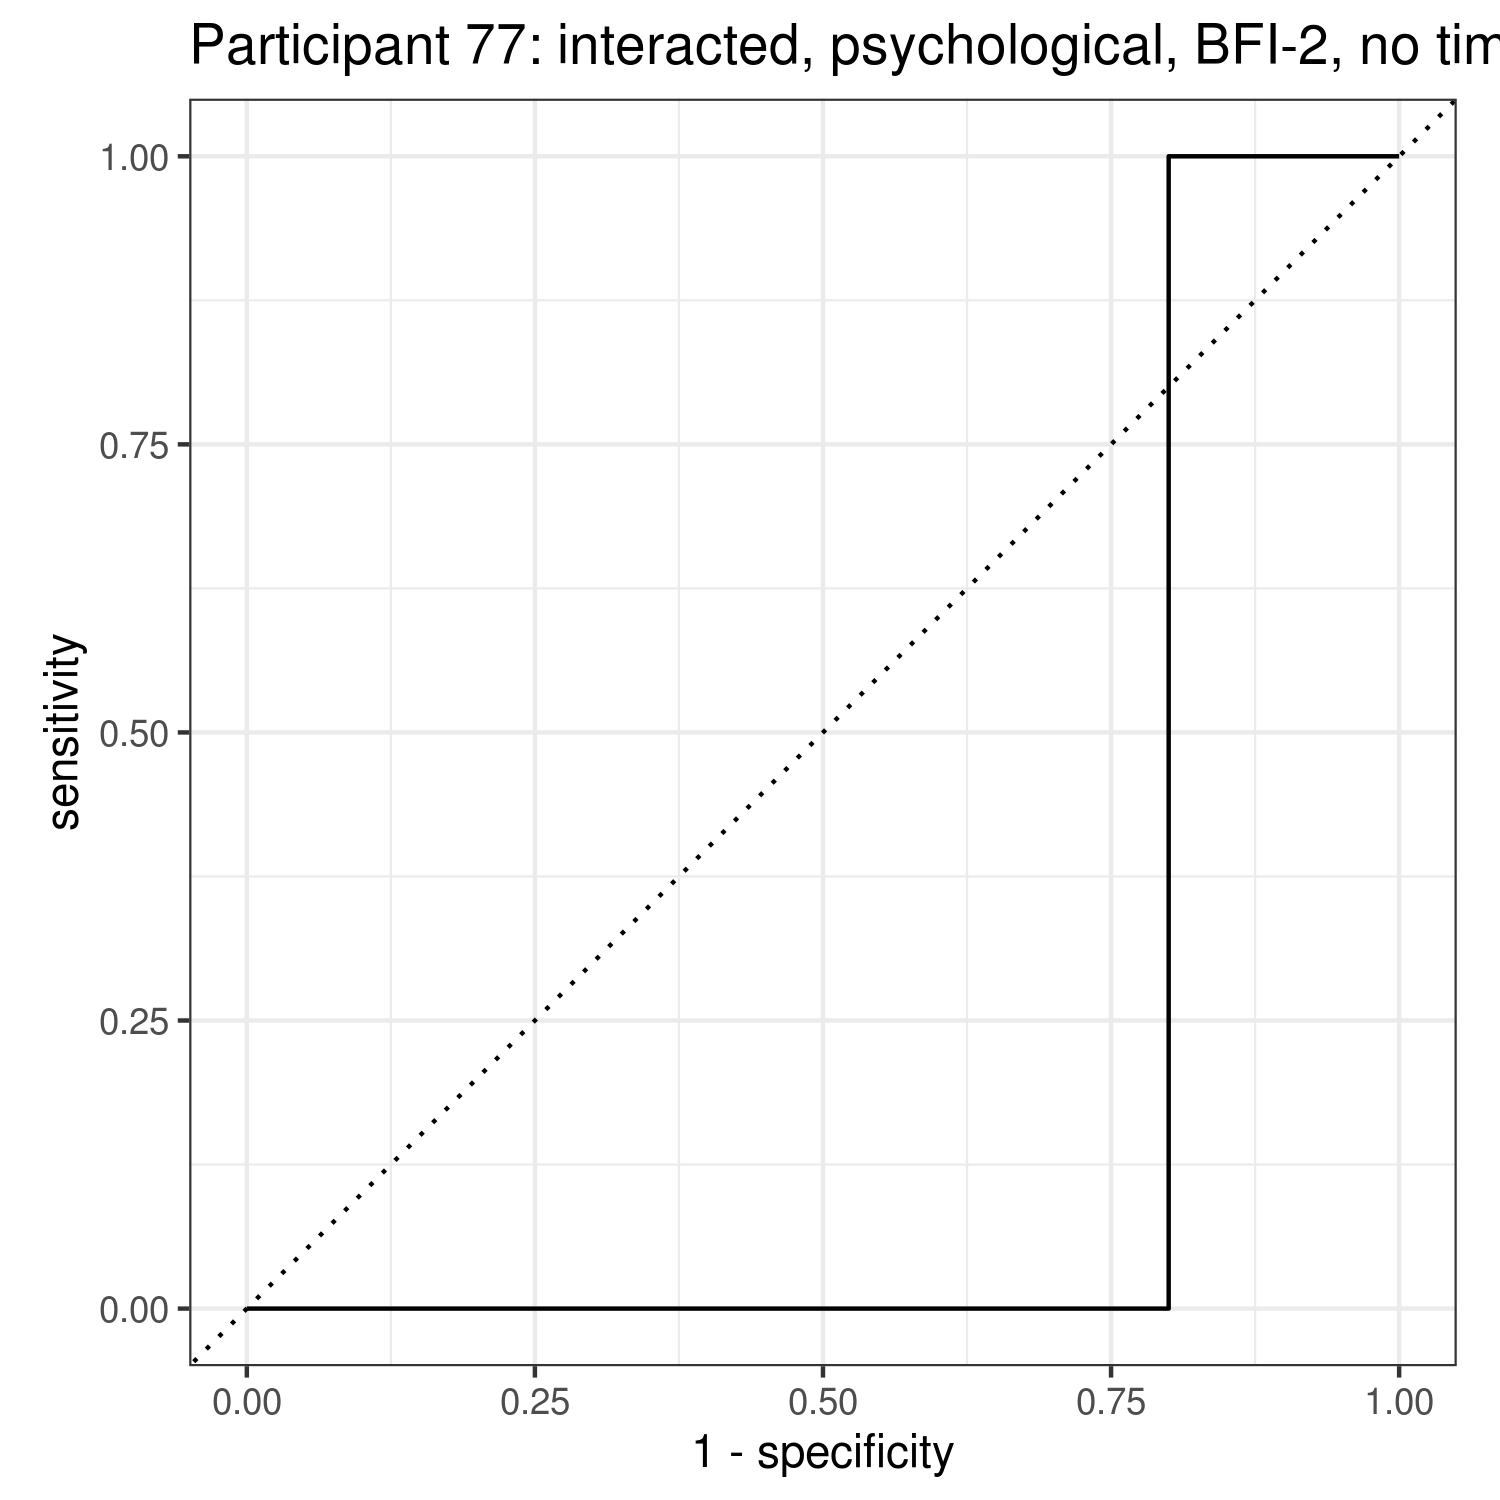 Participant 77: interacted, psychological, BFI-2, no tim
1.00
0.75
0.50
0.25
0.00
sensitivity
0.00 0.25 0.50 0.75 1.00
1 - specificity